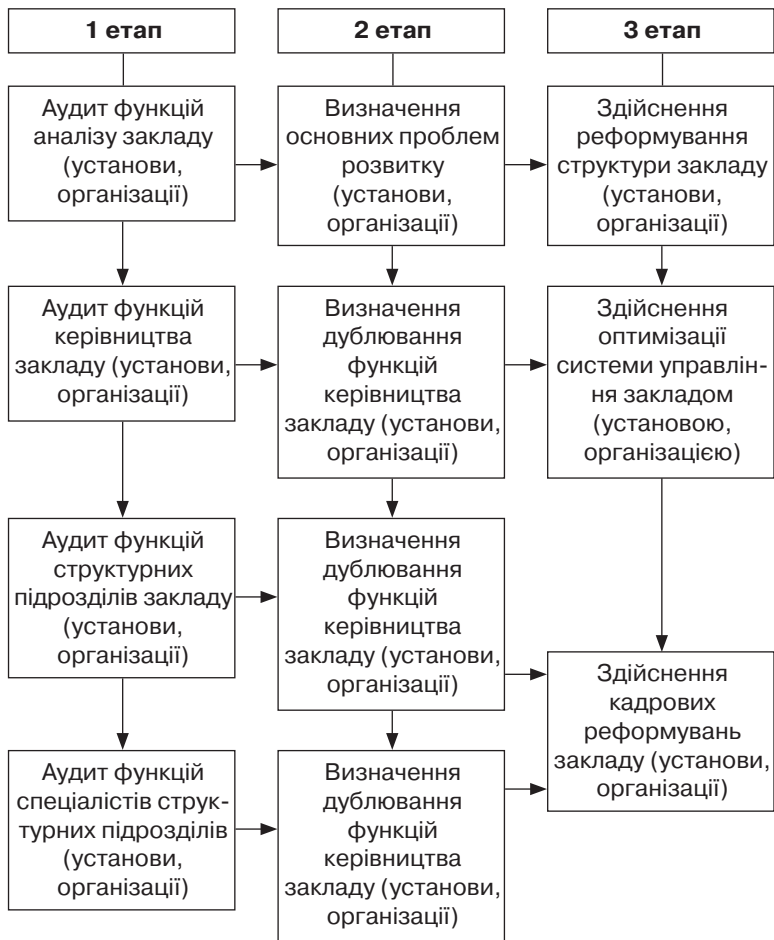 1 етап
2 етап
3 етап
Аудит функцій
аналізу закладу
(установи,
організації)
Визначення
основних проблем
розвитку
(установи,
організації)
Здійснення
реформування
структури закладу
(установи,
організації)
Аудит функцій
керівництва
закладу (установи,
організації)
Визначення
дублювання
функцій
керівництва
закладу (установи,
організації)
Здійснення
оптимізації
системи управлін-
ня закладом
(установою,
організацією)
Аудит функцій
структурних
підрозділів закладу
(установи,
організації)
Визначення
дублювання
функцій
керівництва
закладу (установи,
організації)
Здійснення
кадрових
реформувань
закладу (установи,
організації)
Аудит функцій
спеціалістів струк-
турних підрозділів
(установи,
організації)
Визначення
дублювання
функцій
керівництва
закладу (установи,
організації)